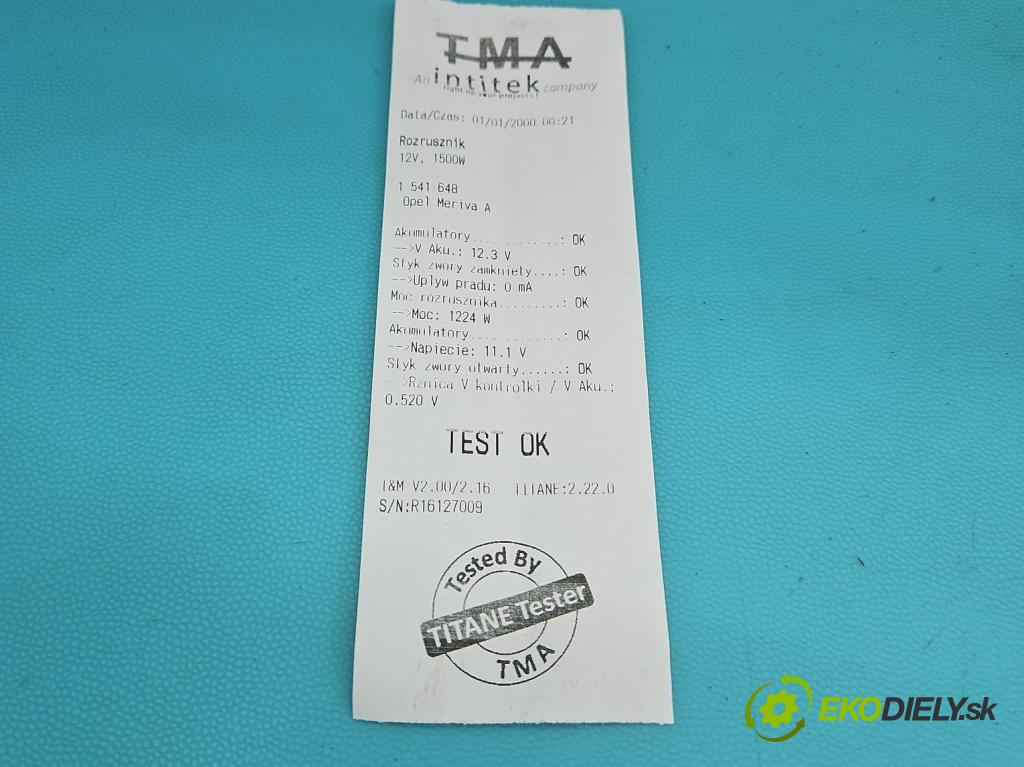 TMA
An intitek company
light up your projects!
Data/Czas: 01/01/2000 00:21
Rozrusznik
12V, 1500W
1 541 648
Opel Meriva A
Akumulatory.............: OK
-->V Aku.: 12.3 V
Styk zwory zamkniety....: OK
-->Uplyw pradu: 0 mA
Moc rozrusznika.........: OK
-->Moc: 1224 W
Akumulatory.............: OK
-->Napiecie: 11.1 V
Styk zwory otwarty......: OK
-->Rznica V kontrolki / V Aku.:
0.520 V
TEST OK
I&M V2.00/2.16 TITANE:2.22.0
S/N:R16127009
Tested By
TITANE Tester
TMA
EKODIELY.sk